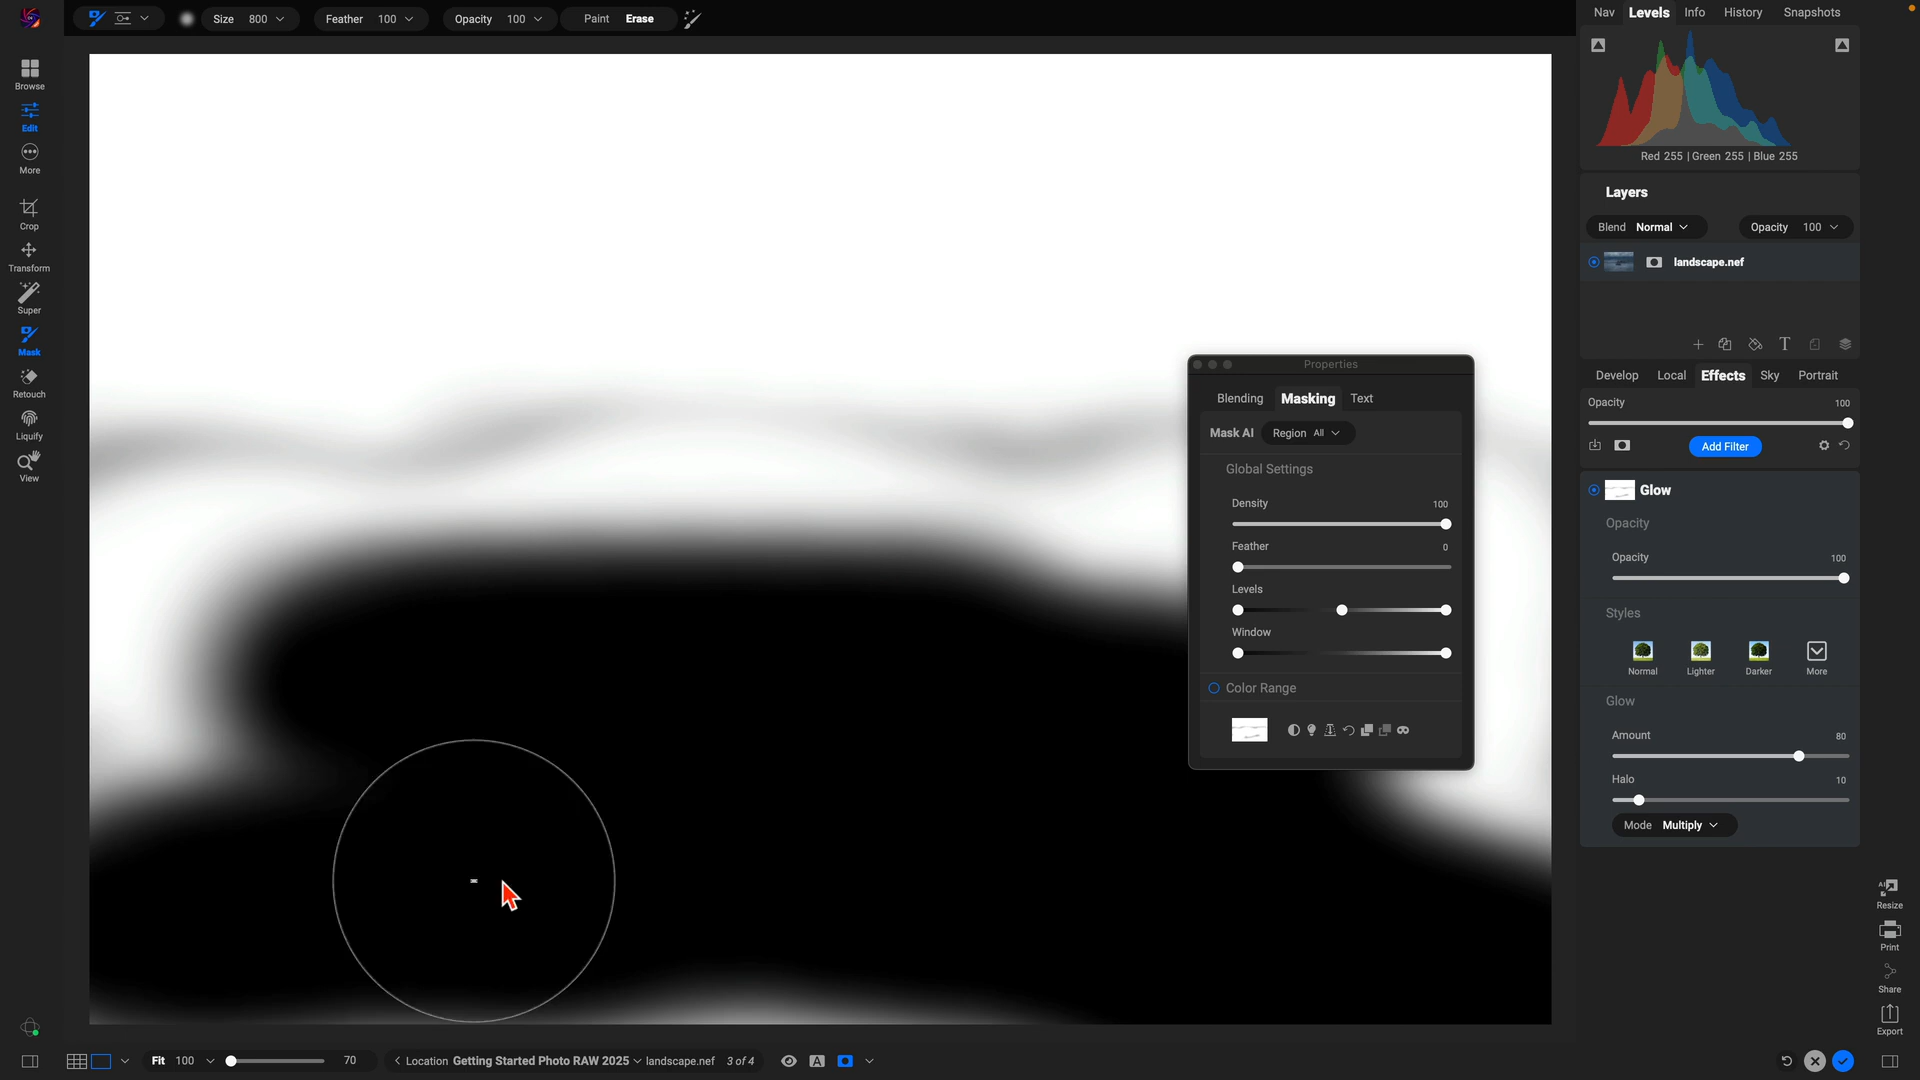 Size 800
Feather 100
Opacity 100
Paint Erase
Nav Levels Info History Snapshots
Browse
Edit
More
Crop
Transform
Super
Mask
Retouch
Liquify
View
Red 255 | Green 255 | Blue 255
Layers
Blend Normal
Opacity 100
landscape.nef
T
Develop Local Effects Sky Portrait
Opacity 100
Add Filter
Glow
Opacity
Opacity 100
Styles
Normal Lighter Darker More
Glow
Amount 80
Halo 10
Mode Multiply
Properties
Blending Masking Text
Mask AI Region All
Global Settings
Density 100
Feather 0
Levels
Window
Color Range
AI
Resize
Print
Share
Export
Fit 100
70
Location Getting Started Photo RAW 2025 landscape.nef 3 of 4
A